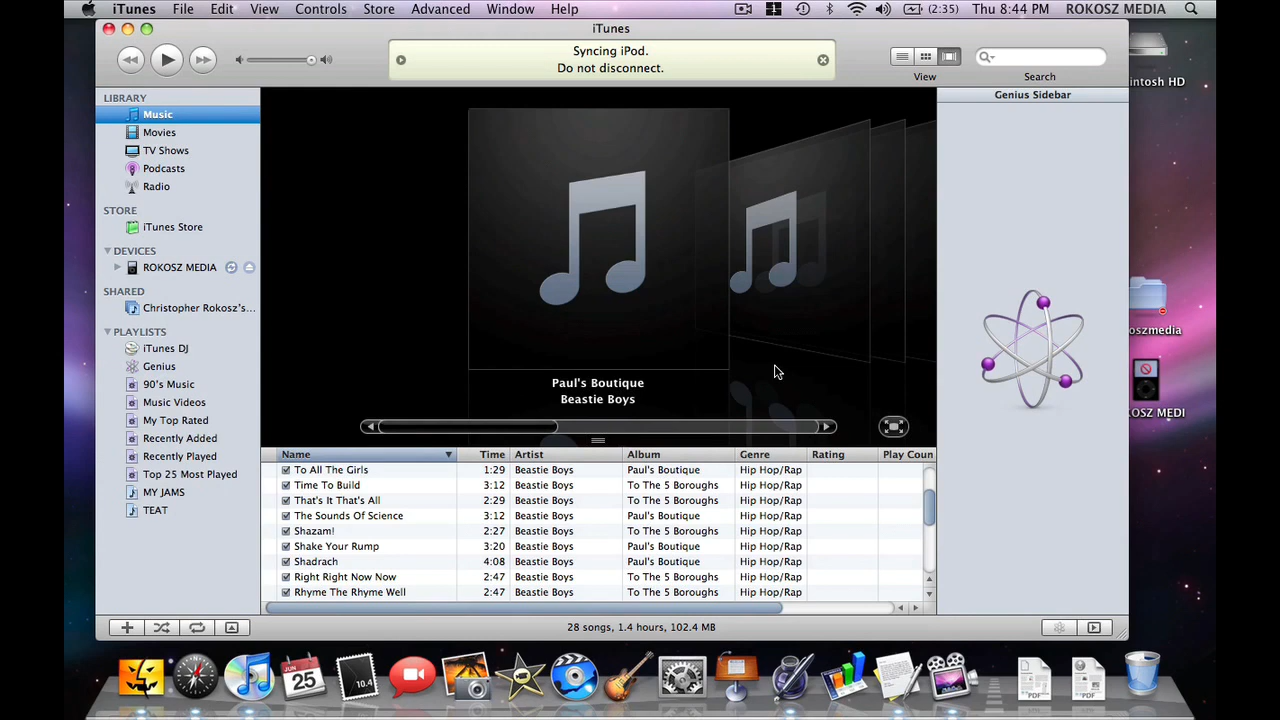 iTunes File Edit View Controls Store Advanced Window Help (2:35) Thu 8:44 PM ROKOSZ MEDIA
iTunes
Syncing iPod.
Do not disconnect.
View
Search
LIBRARY
Music
Movies
TV Shows
Podcasts
Radio
STORE
iTunes Store
DEVICES
ROKOSZ MEDIA
SHARED
Christopher Rokosz's...
PLAYLISTS
iTunes DJ
Genius
90's Music
Music Videos
My Top Rated
Recently Added
Recently Played
Top 25 Most Played
MY JAMS
TEAT
Paul's Boutique
Beastie Boys
Name Time Artist Album Genre Rating Play Coun
To All The Girls 1:29 Beastie Boys Paul's Boutique Hip Hop/Rap
Time To Build 3:12 Beastie Boys To The 5 Boroughs Hip Hop/Rap
That's It That's All 2:29 Beastie Boys To The 5 Boroughs Hip Hop/Rap
The Sounds Of Science 3:12 Beastie Boys Paul's Boutique Hip Hop/Rap
Shazam! 2:27 Beastie Boys To The 5 Boroughs Hip Hop/Rap
Shake Your Rump 3:20 Beastie Boys Paul's Boutique Hip Hop/Rap
Shadrach 4:08 Beastie Boys Paul's Boutique Hip Hop/Rap
Right Right Now Now 2:47 Beastie Boys To The 5 Boroughs Hip Hop/Rap
Rhyme The Rhyme Well 2:47 Beastie Boys To The 5 Boroughs Hip Hop/Rap
28 songs, 1.4 hours, 102.4 MB
Genius Sidebar
intosh HD
oszmedia
KOSZ MEDI
JUN
25
10.4
PDF
PDF